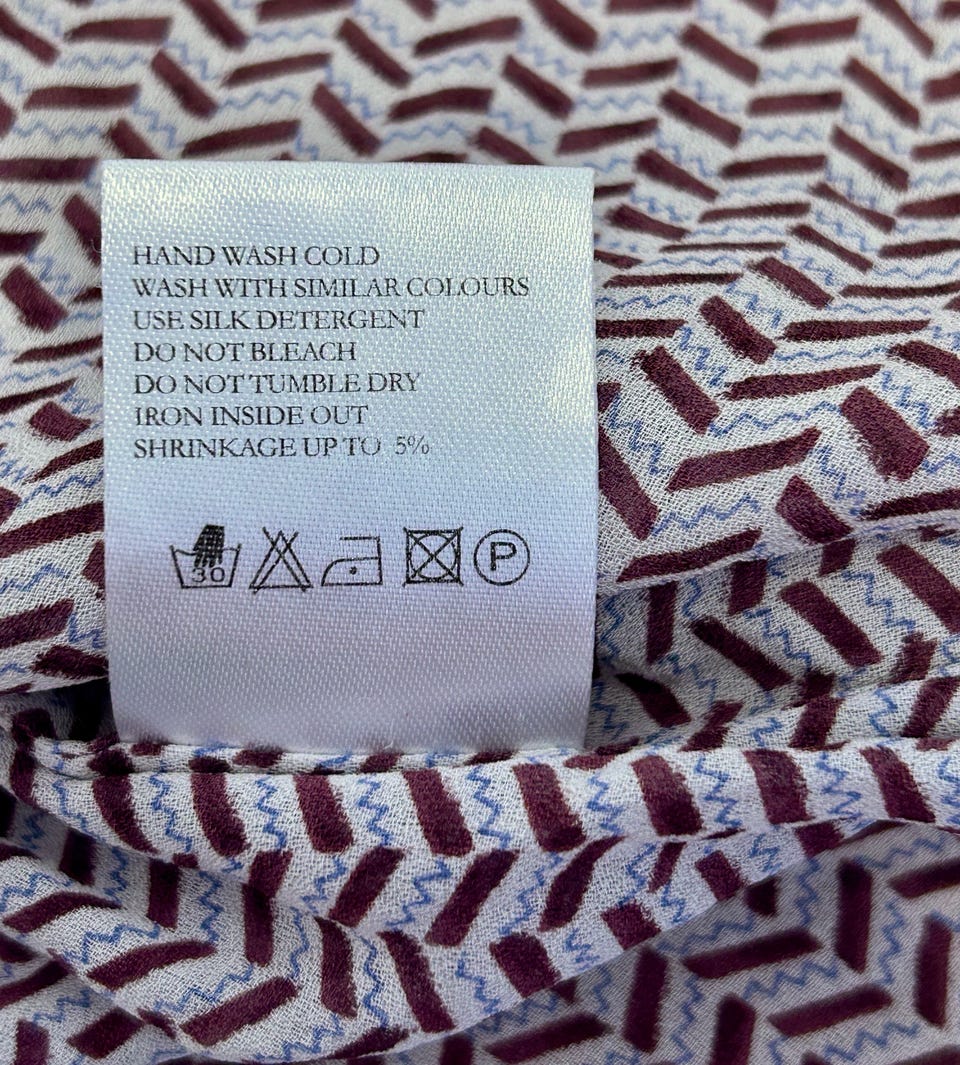 HAND WASH COLD
WASH WITH SIMILAR COLOURS
USE SILK DETERGENT
DO NOT BLEACH
DO NOT TUMBLE DRY
IRON INSIDE OUT
SHRINKAGE UP TO 5%
30 P